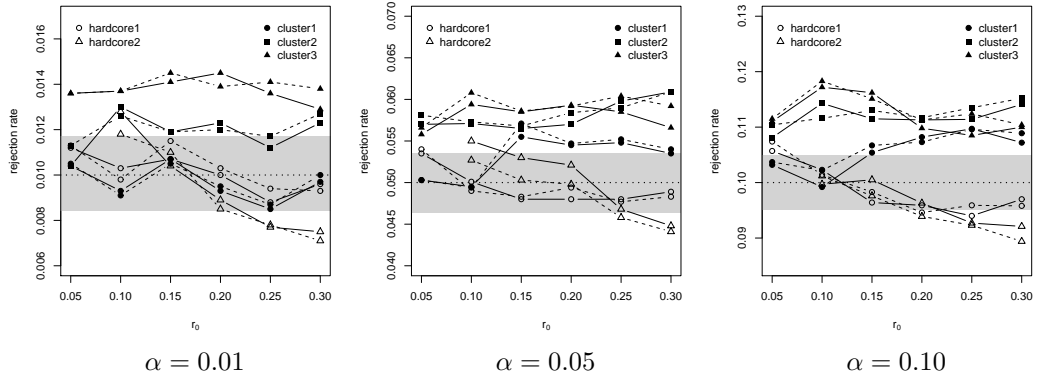 0.006 0.008 0.010 0.012 0.014 0.016
rejection rate
hardcore1
hardcore2
cluster1
cluster2
cluster3
0.05 0.10 0.15 0.20 0.25 0.30
r0
α = 0.01
0.040 0.045 0.050 0.055 0.060 0.065 0.070
rejection rate
hardcore1
hardcore2
cluster1
cluster2
cluster3
0.05 0.10 0.15 0.20 0.25 0.30
r0
α = 0.05
0.09 0.10 0.11 0.12 0.13
rejection rate
hardcore1
hardcore2
cluster1
cluster2
cluster3
0.05 0.10 0.15 0.20 0.25 0.30
r0
α = 0.10